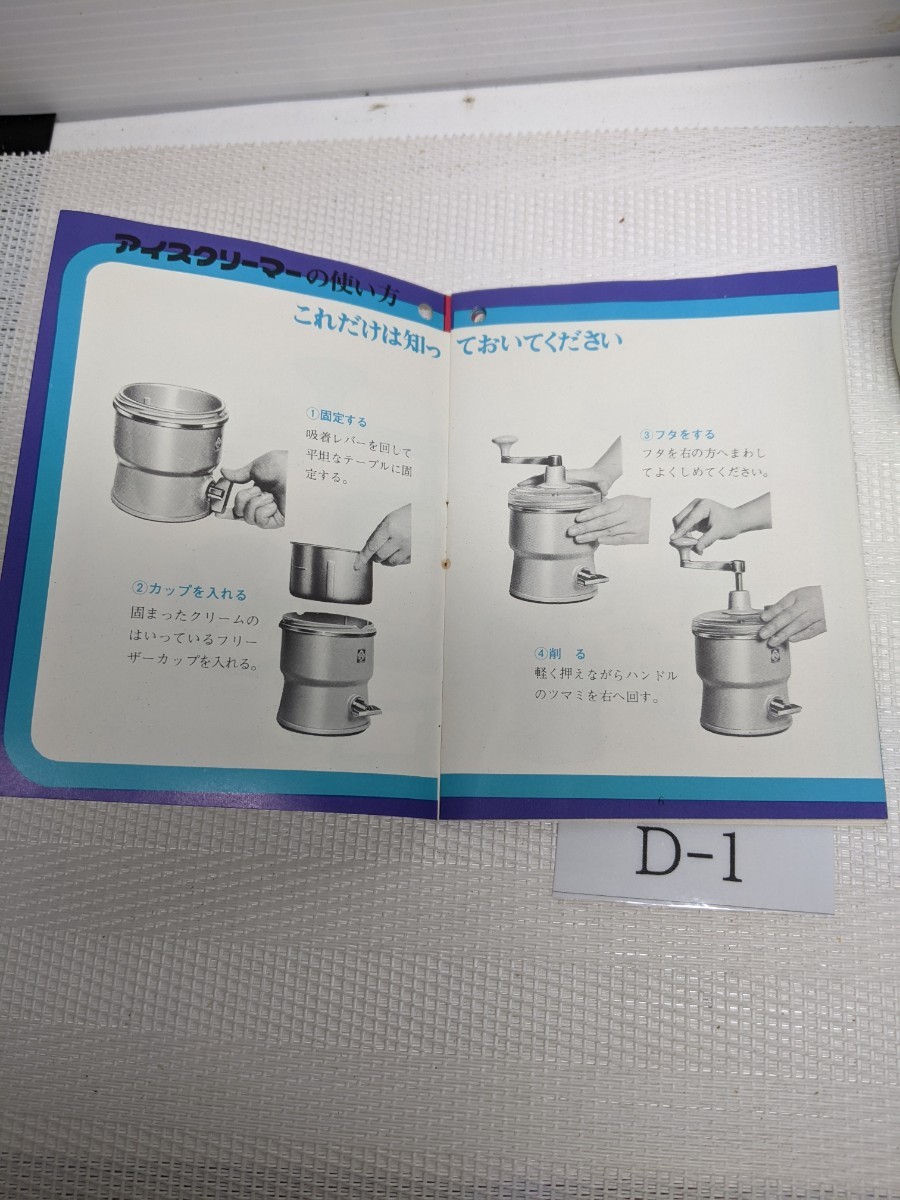 アイスクリーマーの使い方
これだけは知っておいてください
①固定する
吸着レバーを回して
平坦なテーブルに固
定する。
②カップを入れる
固まったクリームの
はいっているフリー
ザーカップを入れる。
③フタをする
フタを右の方へまわし
てよくしめてください。
④削る
軽く押えながらハンドル
のツマミを右へ回す。
6
D-1